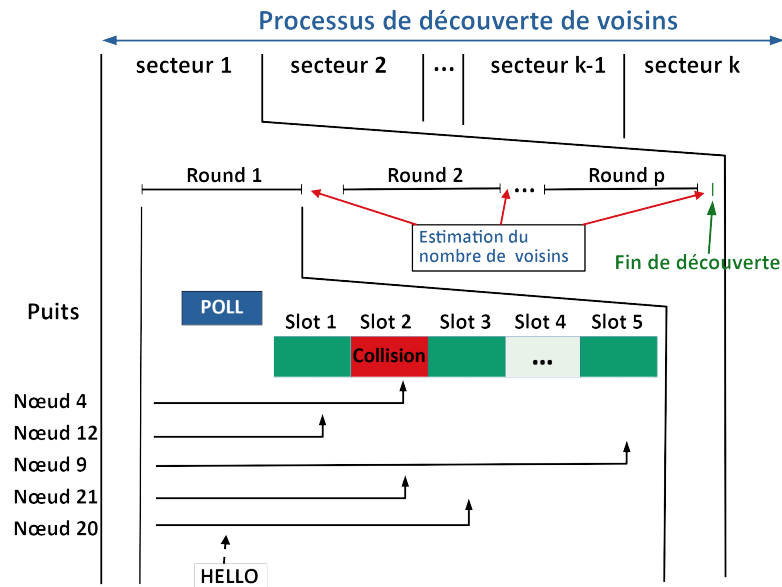 Processus de découverte de voisins
secteur 1 secteur 2 ... secteur k-1 secteur k
Round 1 Round 2 ... Round p
Estimation du
nombre de voisins
Fin de découverte
Puits
POLL
Slot 1 Slot 2 Slot 3 Slot 4 Slot 5
Collision ...
Nœud 4
Nœud 12
Nœud 9
Nœud 21
Nœud 20
HELLO